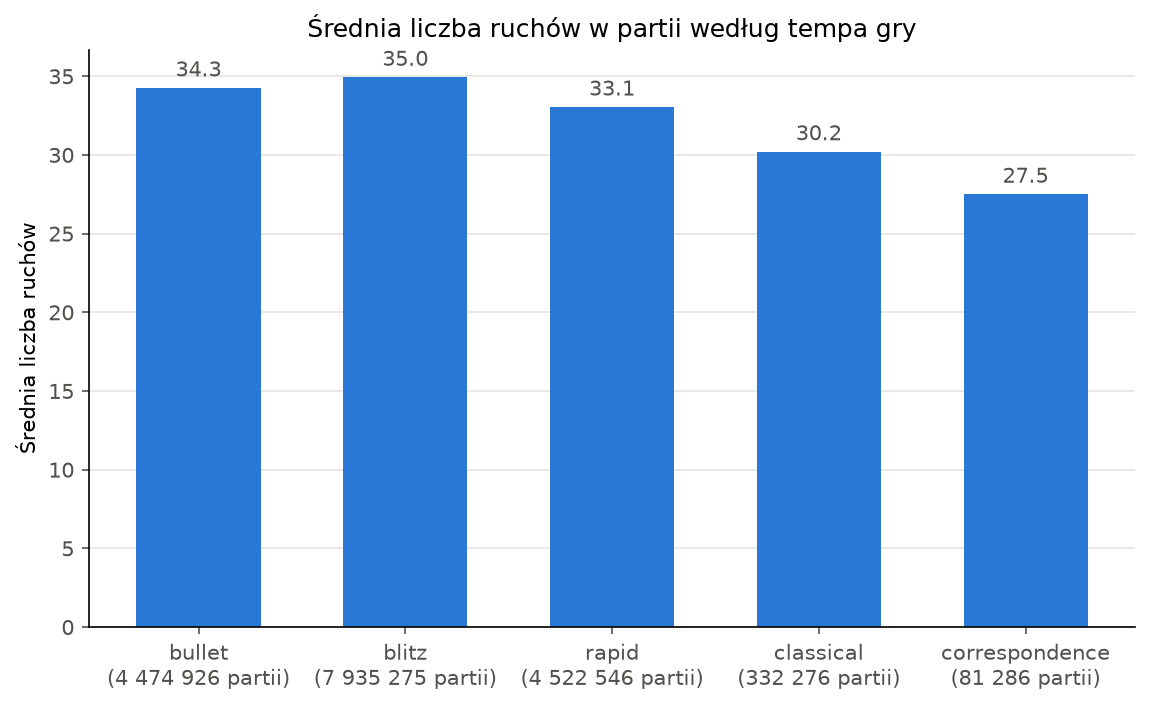 Średnia liczba ruchów w partii według tempa gry
Średnia liczba ruchów
35
30
25
20
15
10
5
0
34.3
35.0
33.1
30.2
27.5
bullet
(4 474 926 partii)
blitz
(7 935 275 partii)
rapid
(4 522 546 partii)
classical
(332 276 partii)
correspondence
(81 286 partii)